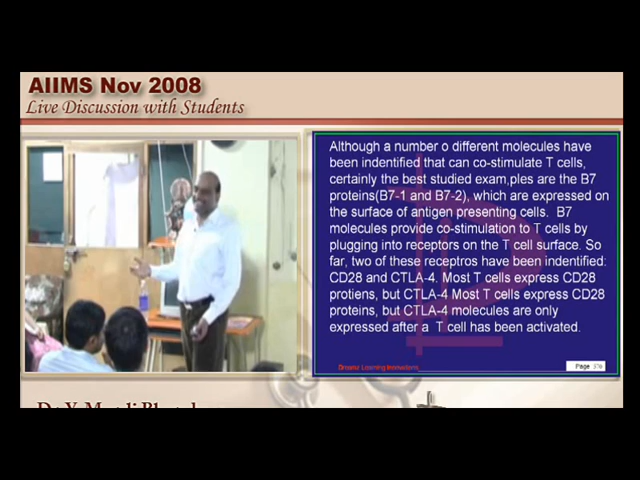 AIIMS Nov 2008
Live Discussion with Students
Although a number o different molecules have
been indentified that can co-stimulate T cells,
certainly the best studied exam,ples are the B7
proteins(B7-1 and B7-2), which are expressed on
the surface of antigen presenting cells. B7
molecules provide co-stimulation to T cells by
plugging into receptors on the T cell surface. So
far, two of these receptros have been indentified:
CD28 and CTLA-4. Most T cells express CD28
protiens, but CTLA-4 Most T cells express CD28
proteins, but CTLA-4 molecules are only
expressed after a T cell has been activated.
Learning
Page